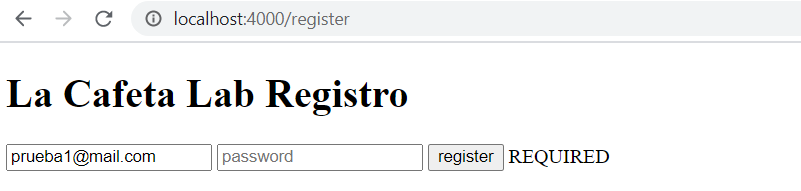 localhost:4000/register
La Cafeta Lab Registro
prueba1@mail.com password register REQUIRED